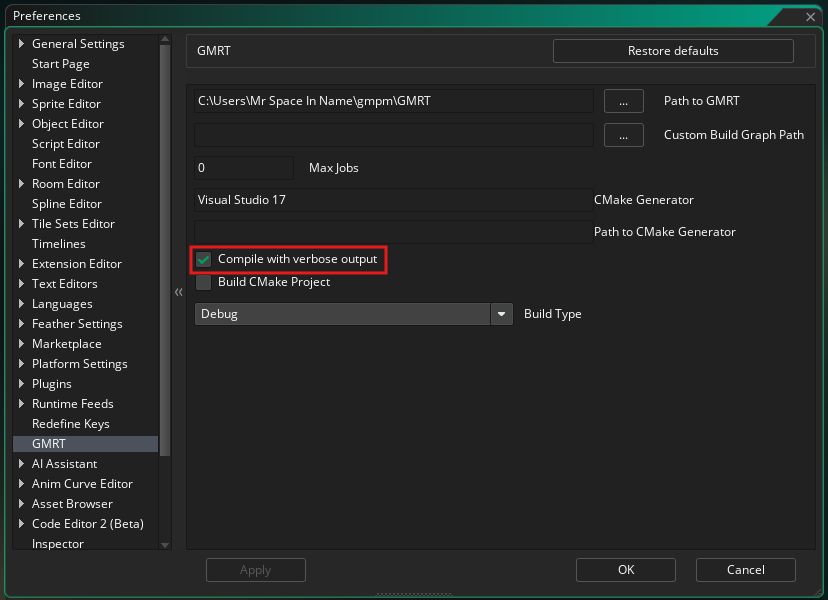 Preferences
General Settings
Start Page
Image Editor
Sprite Editor
Object Editor
Script Editor
Font Editor
Room Editor
Spline Editor
Tile Sets Editor
Timelines
Extension Editor
Text Editors
Languages
Feather Settings
Marketplace
Platform Settings
Plugins
Runtime Feeds
Redefine Keys
GMRT
AI Assistant
Anim Curve Editor
Asset Browser
Code Editor 2 (Beta)
Inspector
GMRT
Restore defaults
C:\Users\Mr Space In Name\gmpm\GMRT ... Path to GMRT
... Custom Build Graph Path
0 Max Jobs
Visual Studio 17 CMake Generator
Path to CMake Generator
Compile with verbose output
Build CMake Project
Debug Build Type
Apply
OK
Cancel